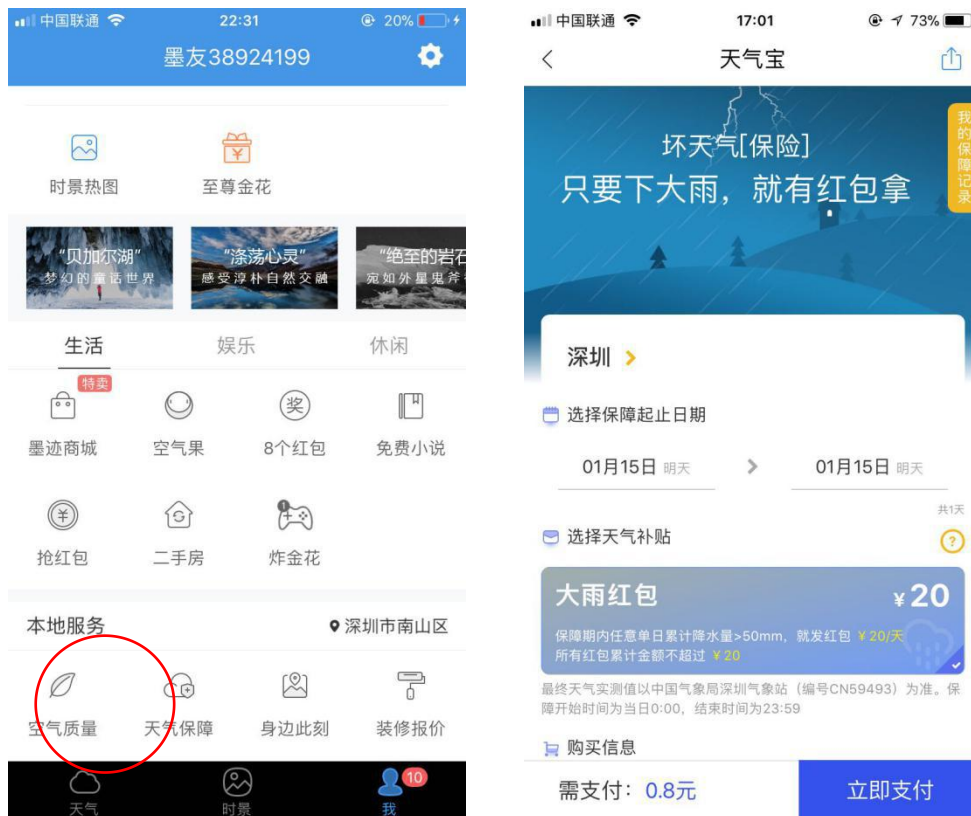 中国联通 22:31 20%
墨友38924199
时景热图 至尊金花
"贝加尔湖" "涤荡心灵" "绝至的岩石
梦幻的童话世界 感受淳朴自然交融 宛如外星鬼斧
生活 娱乐 休闲
特卖
墨迹商城 空气果 奖 8个红包 免费小说
抢红包 二手房 1 炸金花
本地服务 深圳市南山区
空气质量 天气保障 身边此刻 装修报价
10
天气 时景 我
中国联通 17:01 73%
天气宝
我的保障记录
坏天气[保险]
只要下大雨，就有红包拿
深圳
选择保障起止日期
01月15日 明天 01月15日 明天
共1天
选择天气补贴 ?
大雨红包 ¥20
保障期内任意单日累计降水量>50mm，就发红包 ¥20/天
所有红包累计金额不超过 ¥20
最终天气实测值以中国气象局深圳气象站（编号CN59493）为准。保
障开始时间为当日0:00，结束时间为23:59
购买信息
需支付：0.8元 立即支付